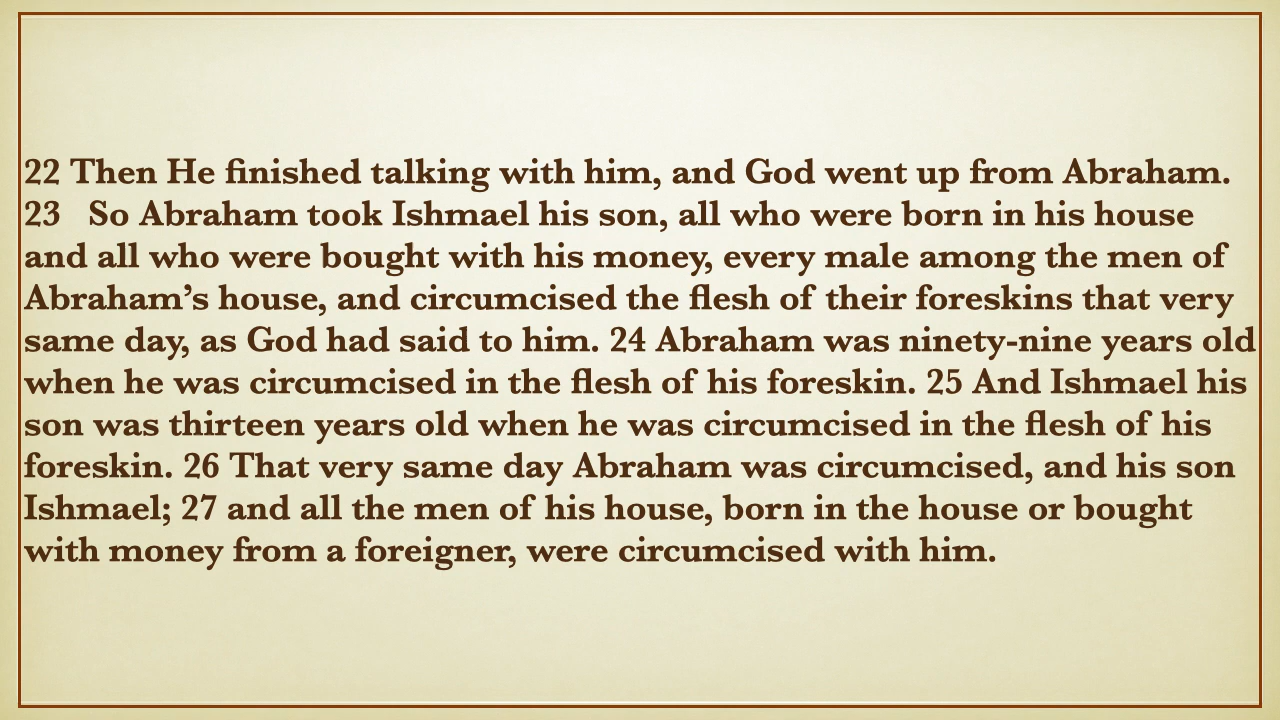 22 Then He finished talking with him, and God went up from Abraham.
23   So Abraham took Ishmael his son, all who were born in his house
and all who were bought with his money, every male among the men of
Abraham’s house, and circumcised the flesh of their foreskins that very
same day, as God had said to him. 24 Abraham was ninety-nine years old
when he was circumcised in the flesh of his foreskin. 25 And Ishmael his
son was thirteen years old when he was circumcised in the flesh of his
foreskin. 26 That very same day Abraham was circumcised, and his son
Ishmael; 27 and all the men of his house, born in the house or bought
with money from a foreigner, were circumcised with him.